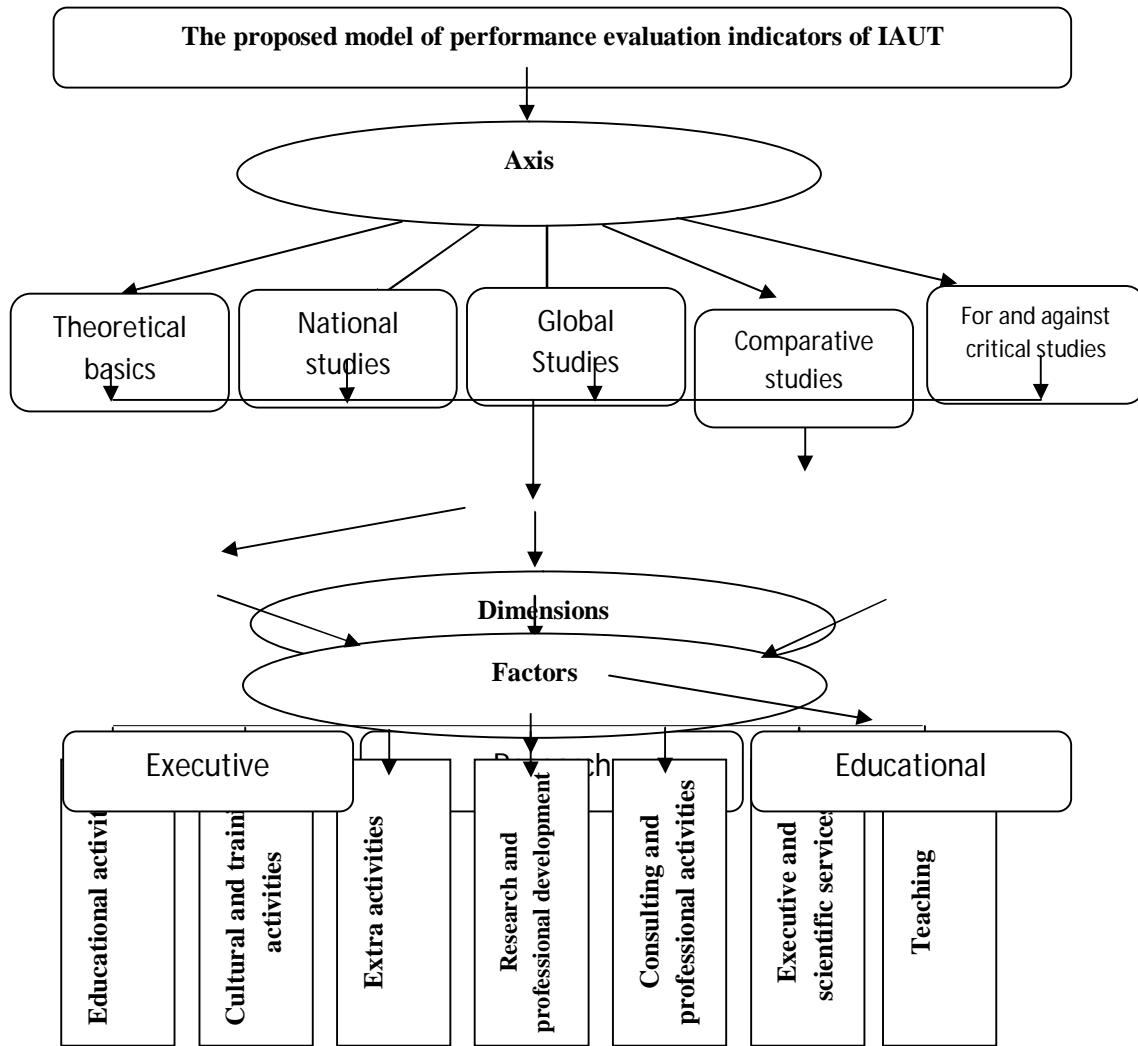 The proposed model of performance evaluation indicators of IAUT
Axis
Theoretical
basics
National
studies
Global
Studies
Comparative
studies
For and against
critical studies
Dimensions
Factors
Executive
Educational
Educational activit
Cultural and traini
activities
Extra activities
Research and
professional development
Consulting and
professional activities
Executive and
scientific service
Teaching